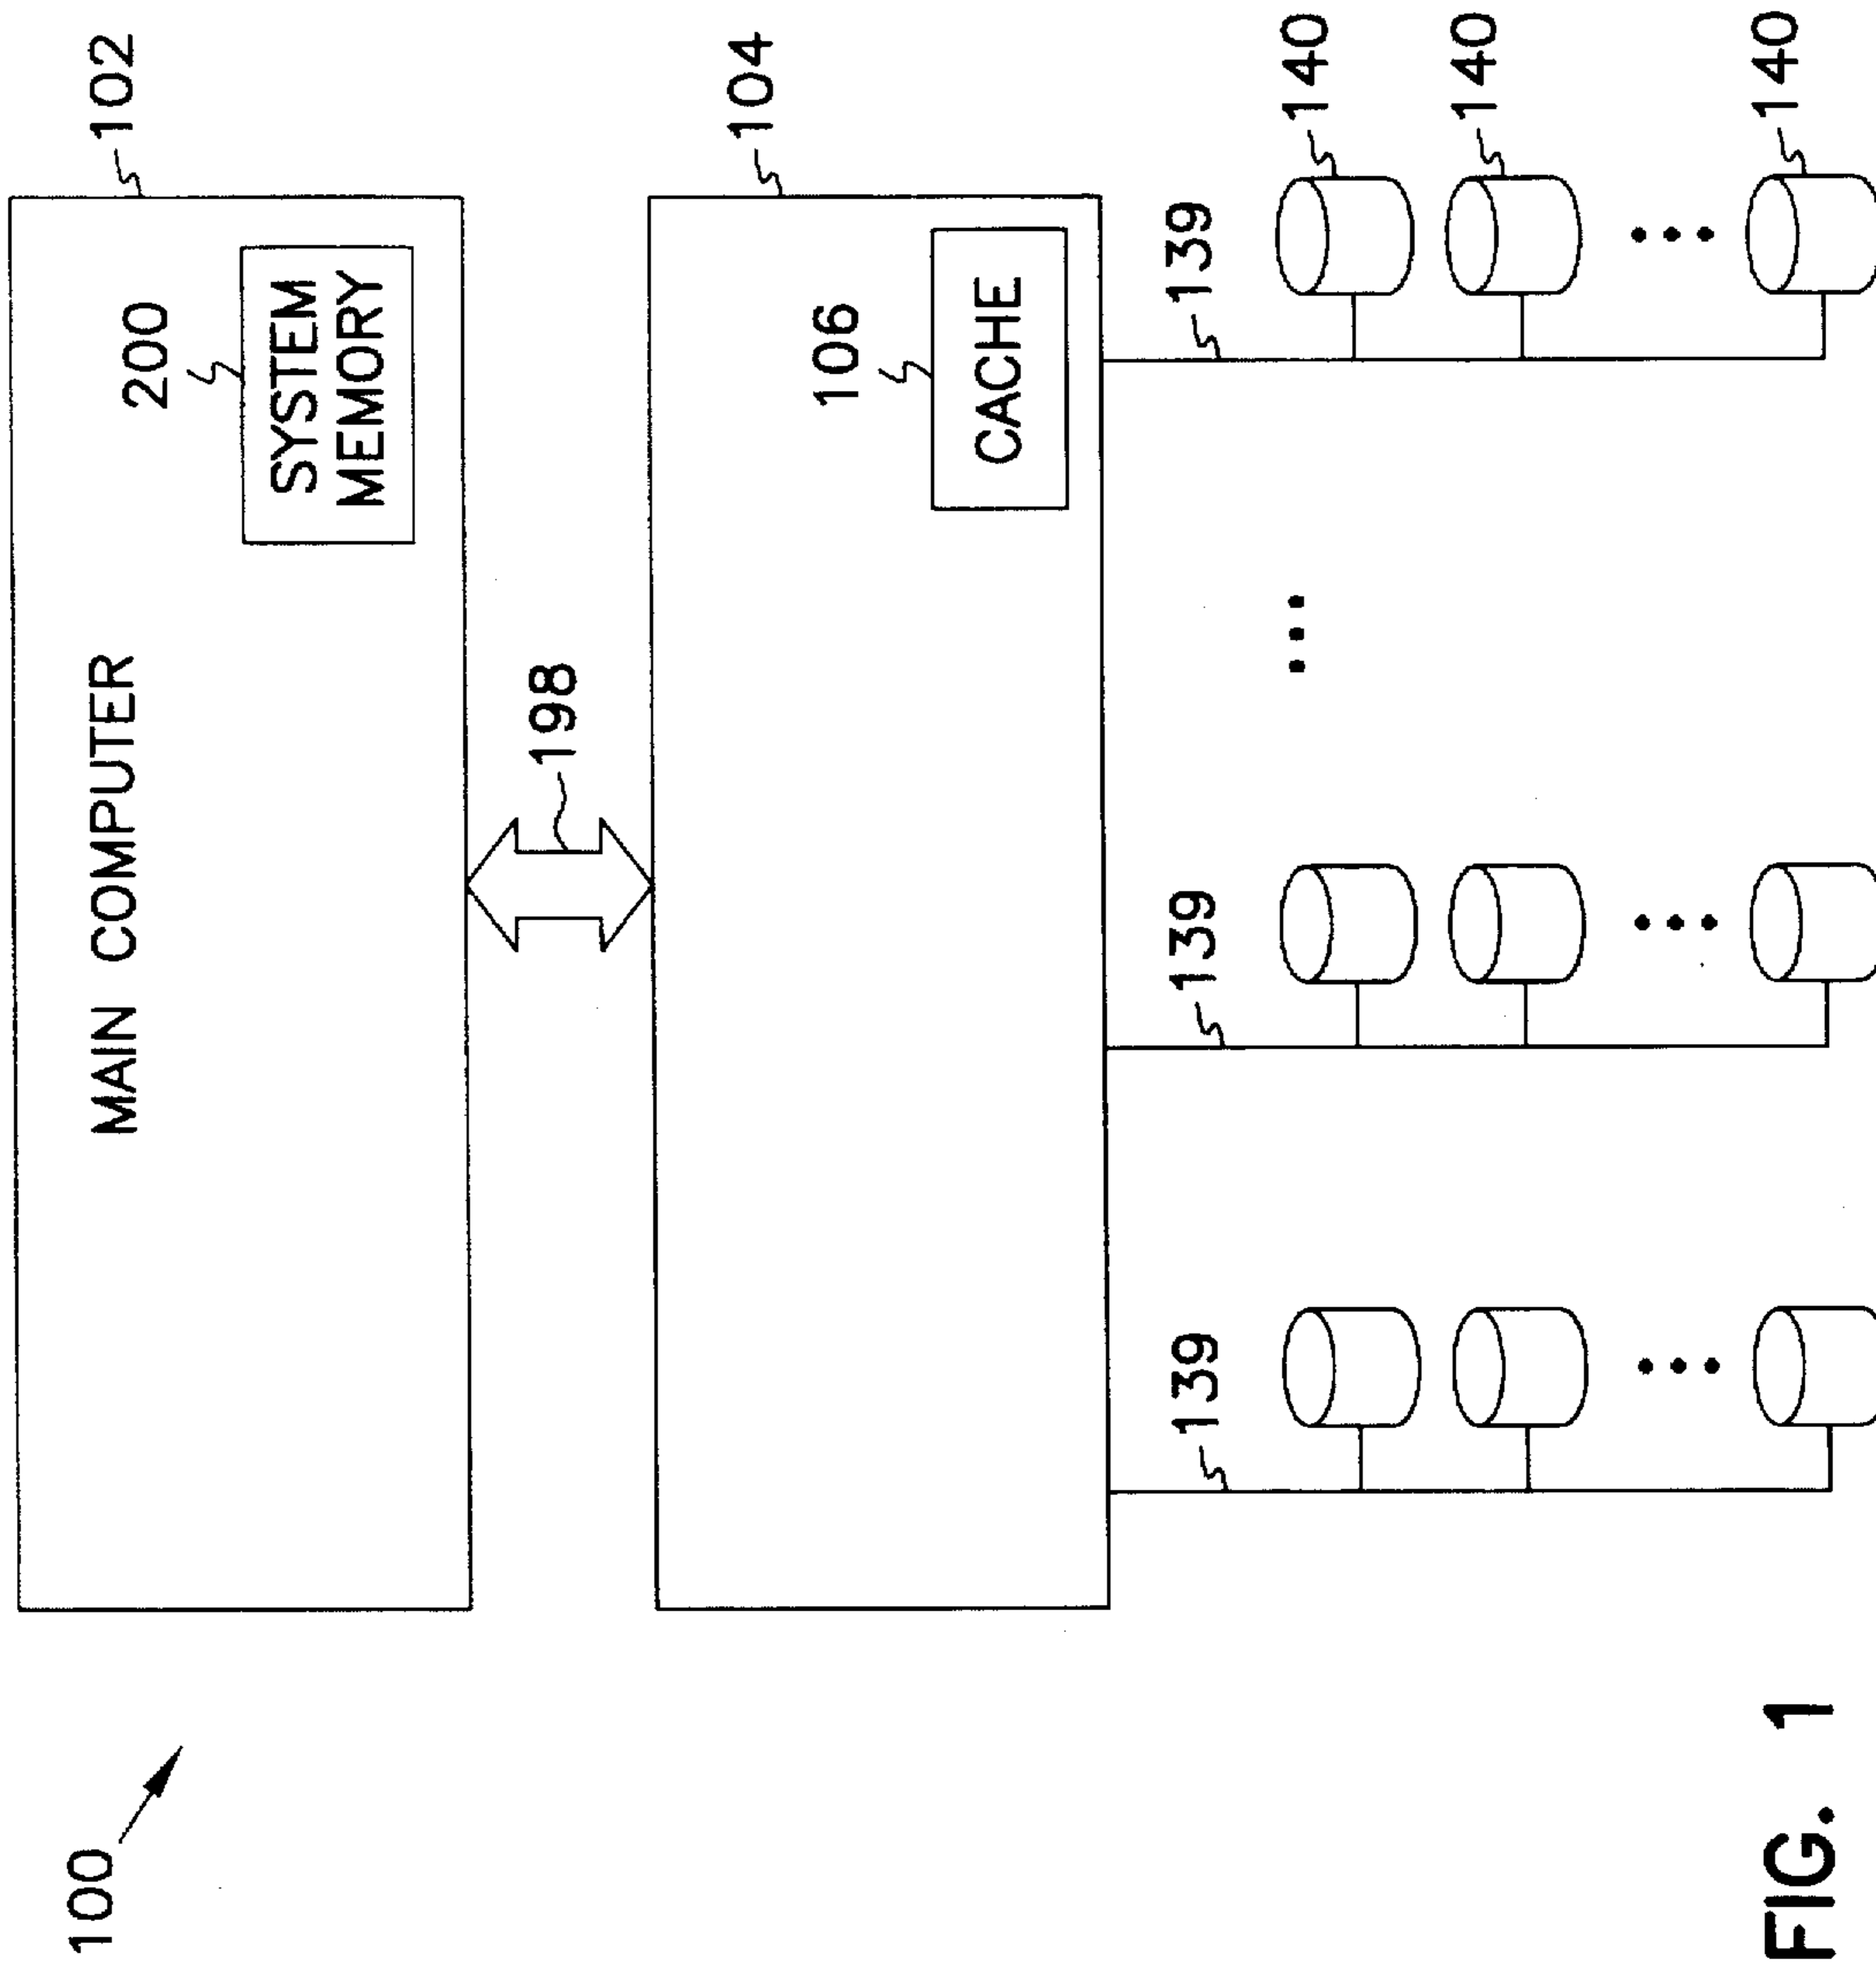 100
MAIN COMPUTER
102
200
SYSTEM
MEMORY
198
104
106
CACHE
139
139
139
140
140
140
FIG. 1